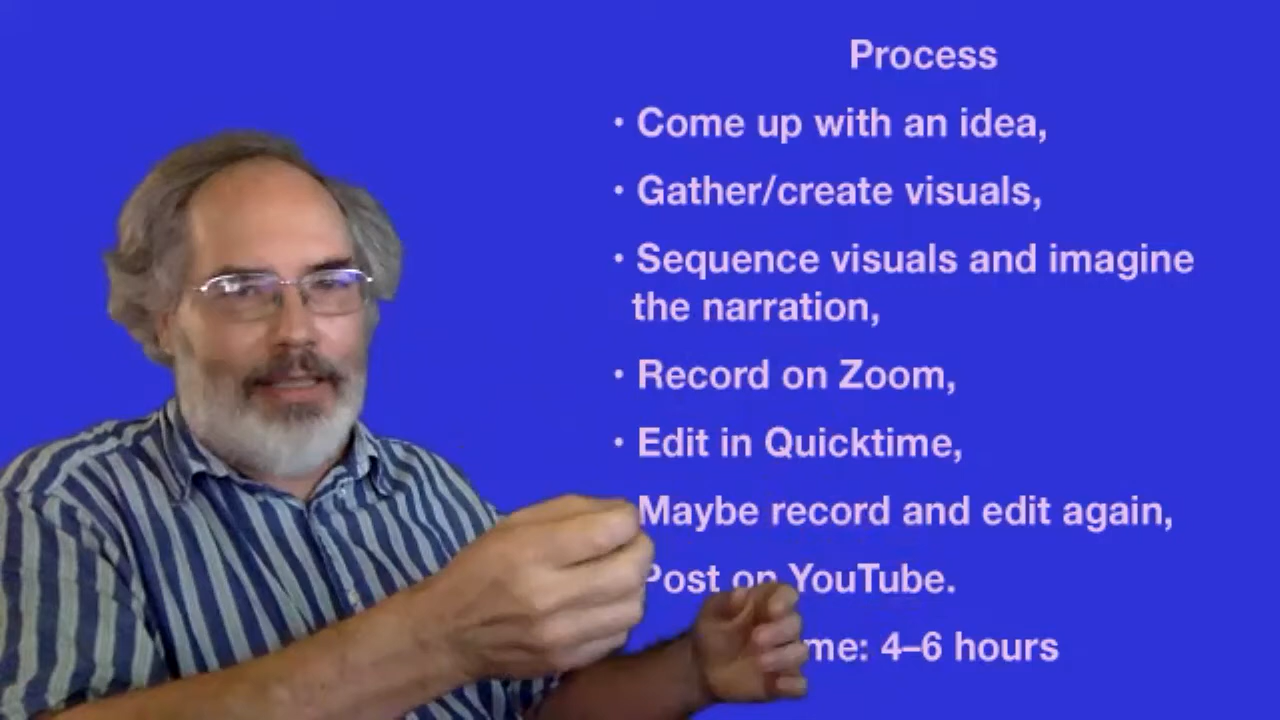 Process
• Come up with an idea,
• Gather/create visuals,
• Sequence visuals and imagine
the narration,
• Record on Zoom,
• Edit in Quicktime,
Maybe record and edit again,
Post on YouTube.
4–6 hours